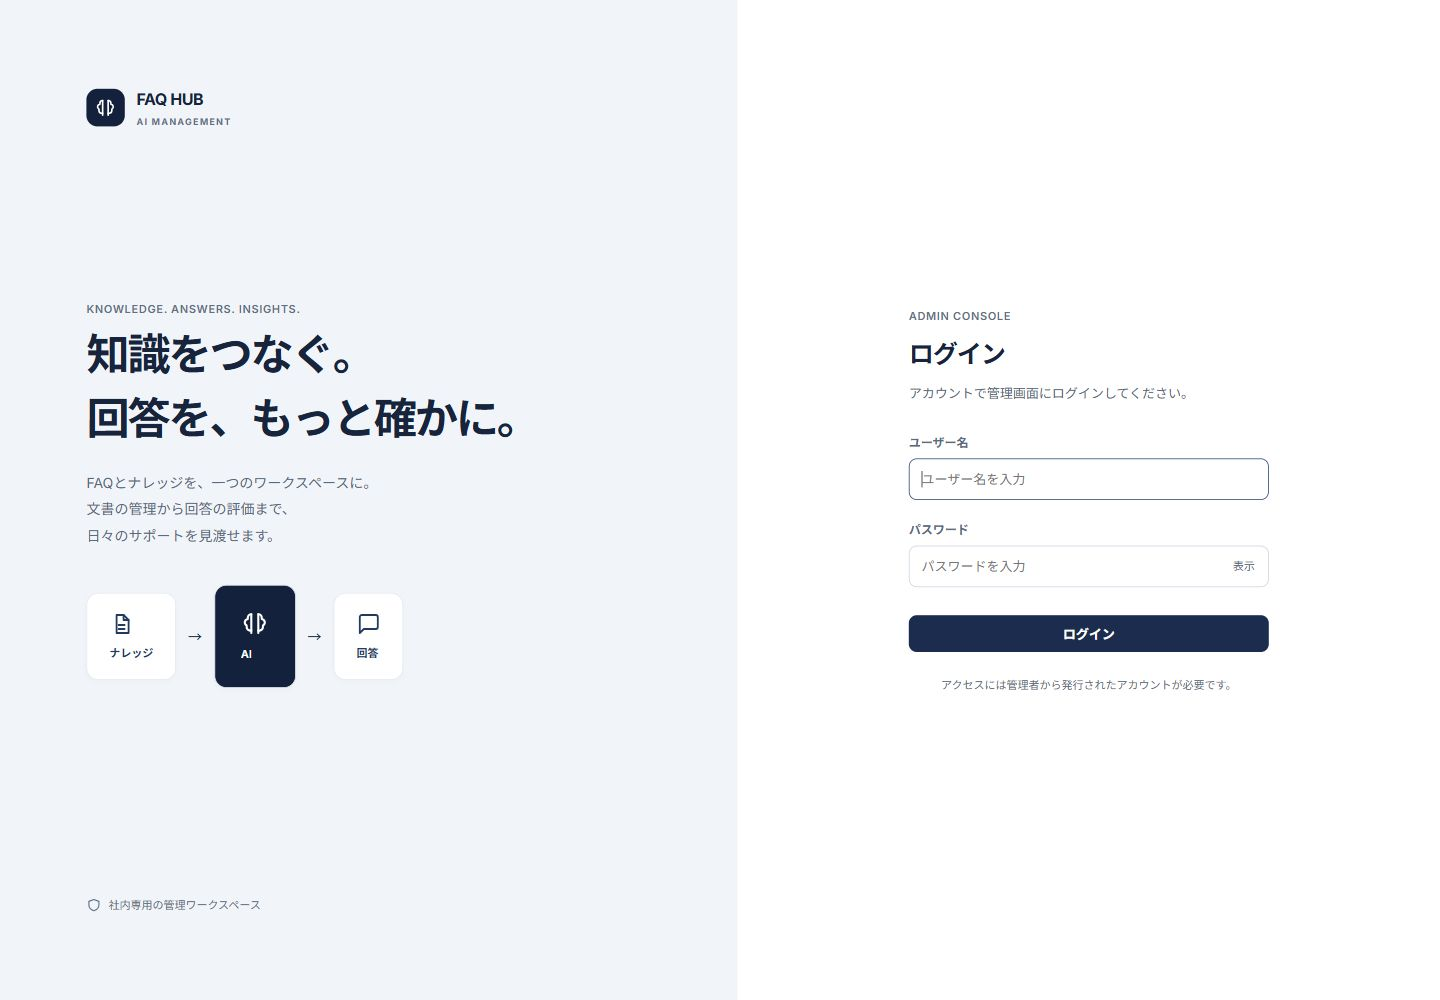 FAQ HUB
AI MANAGEMENT
KNOWLEDGE. ANSWERS. INSIGHTS.
知識をつなぐ。
回答を、もっと確かに。
FAQとナレッジを、一つのワークスペースに。
文書の管理から回答の評価まで、
日々のサポートを見渡せます。
ナレッジ
→
AI
→
回答
社内専用の管理ワークスペース
ADMIN CONSOLE
ログイン
アカウントで管理画面にログインしてください。
ユーザー名
ユーザー名を入力
パスワード
パスワードを入力 表示
ログイン
アクセスには管理者から発行されたアカウントが必要です。